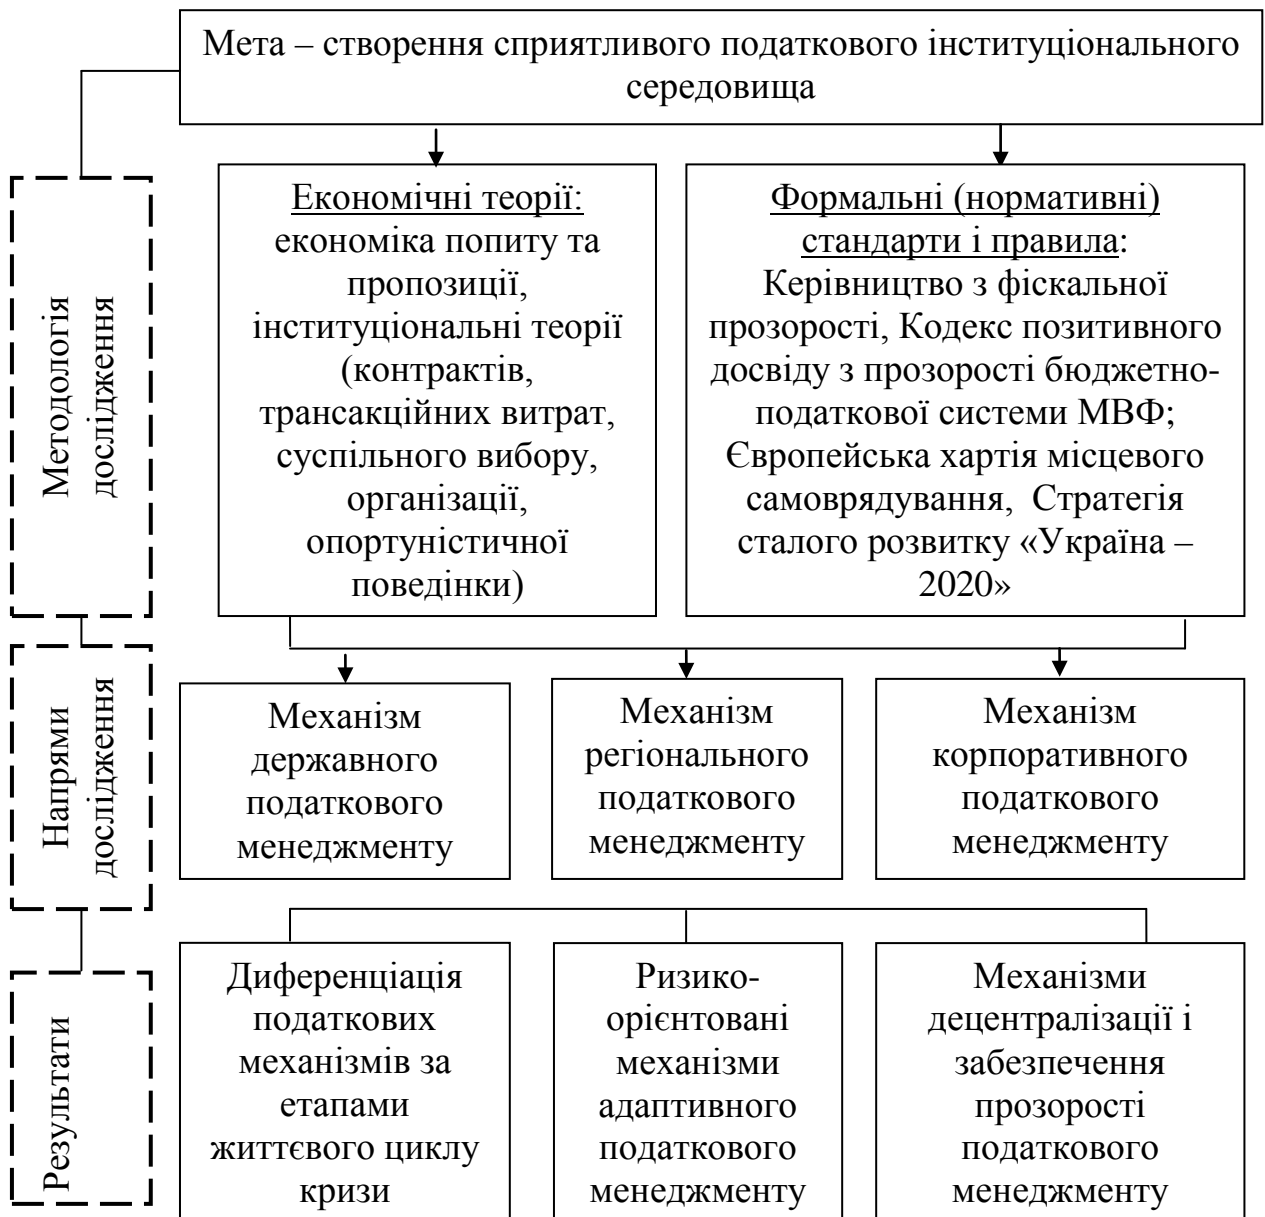 Мета – створення сприятливого податкового інституціонального
середовища
Методологія
дослідження
Економічні теорії:
економіка попиту та
пропозиції,
інституціональні теорії
(контрактів,
трансакційних витрат,
суспільного вибору,
організації,
опортуністичної
поведінки)
Формальні (нормативні)
стандарти і правила:
Керівництво з фіскальної
прозорості, Кодекс позитивного
досвіду з прозорості бюджетно-
податкової системи МВФ;
Європейська хартія місцевого
самоврядування, Стратегія
сталого розвитку «Україна –
2020»
Напрями
дослідження
Механізм
державного
податкового
менеджменту
Механізм
регіонального
податкового
менеджменту
Механізм
корпоративного
податкового
менеджменту
Результати
Диференціація
податкових
механізмів за
етапами
життєвого циклу
кризи
Ризико-
орієнтовані
механізми
адаптивного
податкового
менеджменту
Механізми
децентралізації і
забезпечення
прозорості
податкового
менеджменту